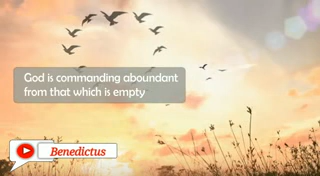 God is commanding aboundant
from that which is empty
Benedictus